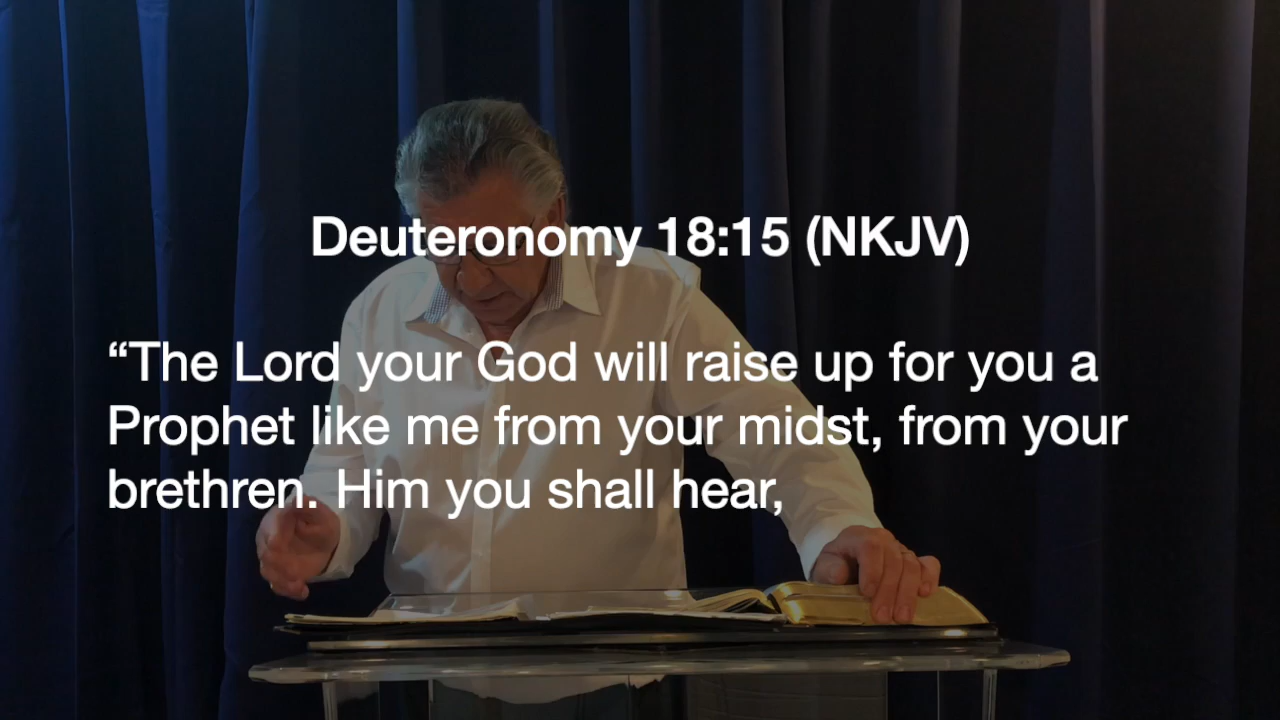 Deuteronomy 18:15 (NKJV)
“The Lord your God will raise up for you a
Prophet like me from your midst, from your
brethren. Him you shall hear,